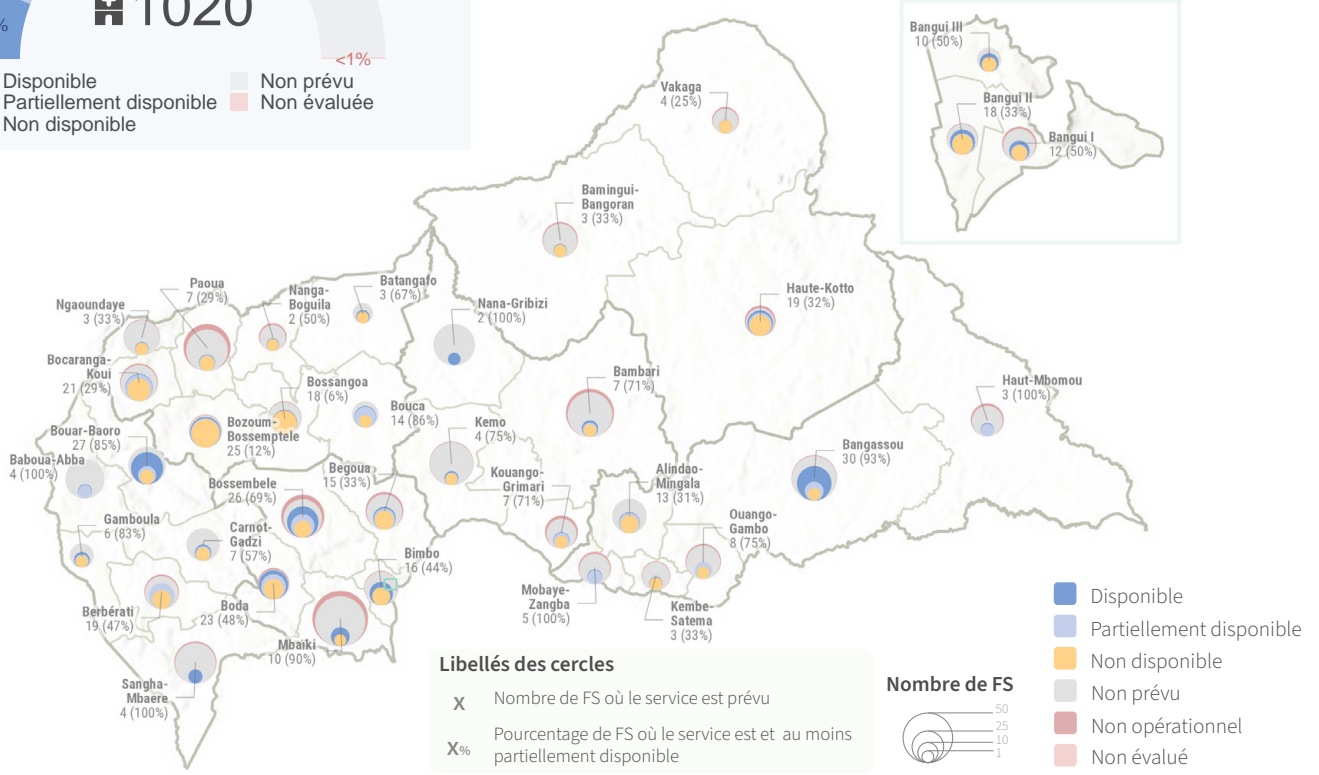 %
1020
<1%
Disponible
Partiellement disponible
Non disponible
Non prévu
Non évaluée
Bangui III
10 (50%)
Bangui II
18 (33%)
Bangui I
12 (50%)
Vakaga
4 (25%)
Bamingui-
Bangoran
3 (33%)
Haute-Kotto
19 (32%)
Batangafo
3 (67%)
Paoua
7 (29%)
Nanga-
Boguila
2 (50%)
Ngaoundaye
3 (33%)
Nana-Gribizi
2 (100%)
Bocaranga-
Koui
21 (29%)
Bossangoa
18 (6%)
Bambari
7 (71%)
Haut-Mbomou
3 (100%)
Bouca
14 (86%)
Bozoum-
Bossemptele
25 (12%)
Kemo
4 (75%)
Bouar-Baoro
27 (85%)
Bangassou
30 (93%)
Baboua-Abba
4 (100%)
Begoua
15 (33%)
Kouango-
Grimari
7 (71%)
Alindao-
Mingala
13 (31%)
Bossembele
26 (69%)
Ouango-
Gambo
8 (75%)
Gamboula
6 (83%)
Carnot-
Gadzi
7 (57%)
Bimbo
16 (44%)
Mobaye-
Zangba
5 (100%)
Kembe-
Satema
3 (33%)
Berbérati
19 (47%)
Boda
23 (48%)
Mbaïki
10 (90%)
Sangha-
Mbaere
4 (100%)
Libellés des cercles
X Nombre de FS où le service est prévu
X% Pourcentage de FS où le service est et au moins
partiellement disponible
Nombre de FS
50
25
10
1
Disponible
Partiellement disponible
Non disponible
Non prévu
Non opérationnel
Non évalué